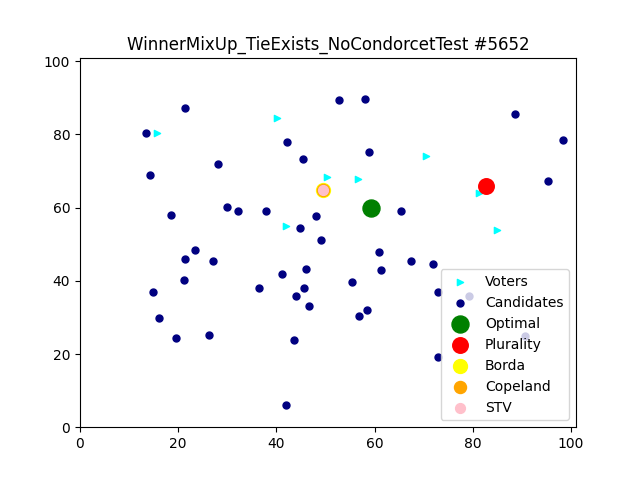 WinnerMixUp_TieExists_NoCondorcetTest #5652
100
80
60
40
20
0
0 20 40 60 80 100
Voters
Candidates
Optimal
Plurality
Borda
Copeland
STV